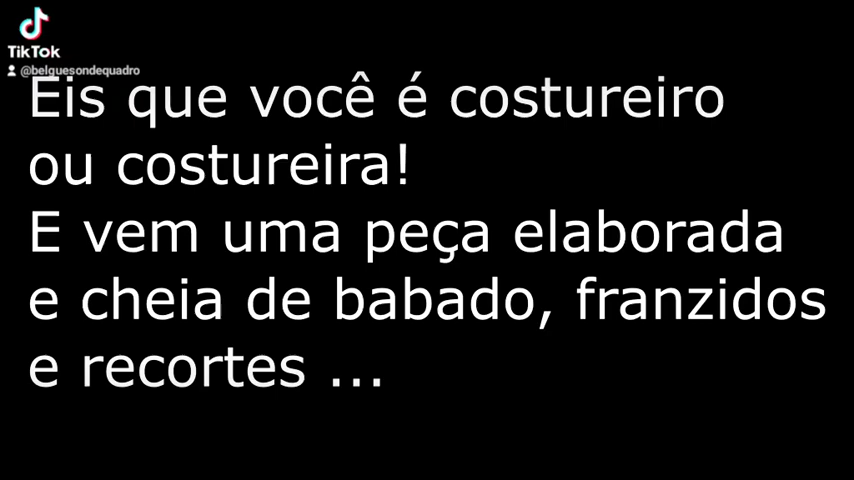 TikTok
@belguesondequadro
Eis que você é costureiro
ou costureira!
E vem uma peça elaborada
e cheia de babado, franzidos
e recortes ...